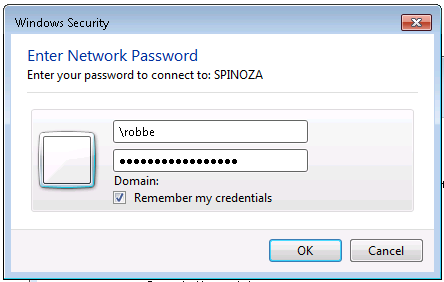 Windows Security
Enter Network Password
Enter your password to connect to: SPINOZA
\robbe
●●●●●●●●●●●●●●●●●
Domain:
Remember my credentials
OK
Cancel